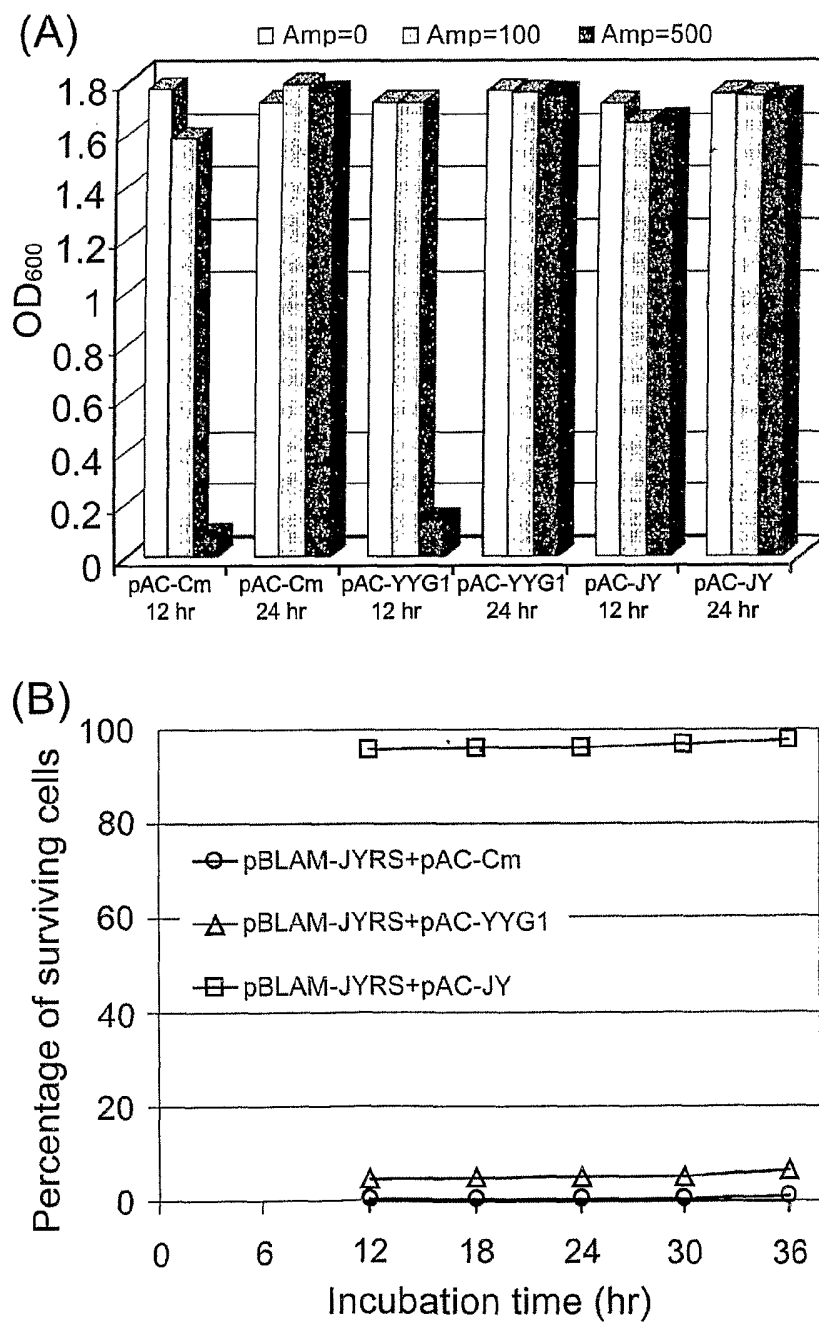 (A)
Amp=0 Amp=100 Amp=500
1.8
1.6
1.4
1.2
1
0.8
0.6
0.4
0.2
0
OD600
pAC-Cm pAC-Cm pAC-YYG1 pAC-YYG1 pAC-JY pAC-JY
12 hr 24 hr 12 hr 24 hr 12 hr 24 hr
(B)
100
80
60
40
20
0
Percentage of surviving cells
pBLAM-JYRS+pAC-Cm
pBLAM-JYRS+pAC-YYG1
pBLAM-JYRS+pAC-JY
0 6 12 18 24 30 36
Incubation time (hr)